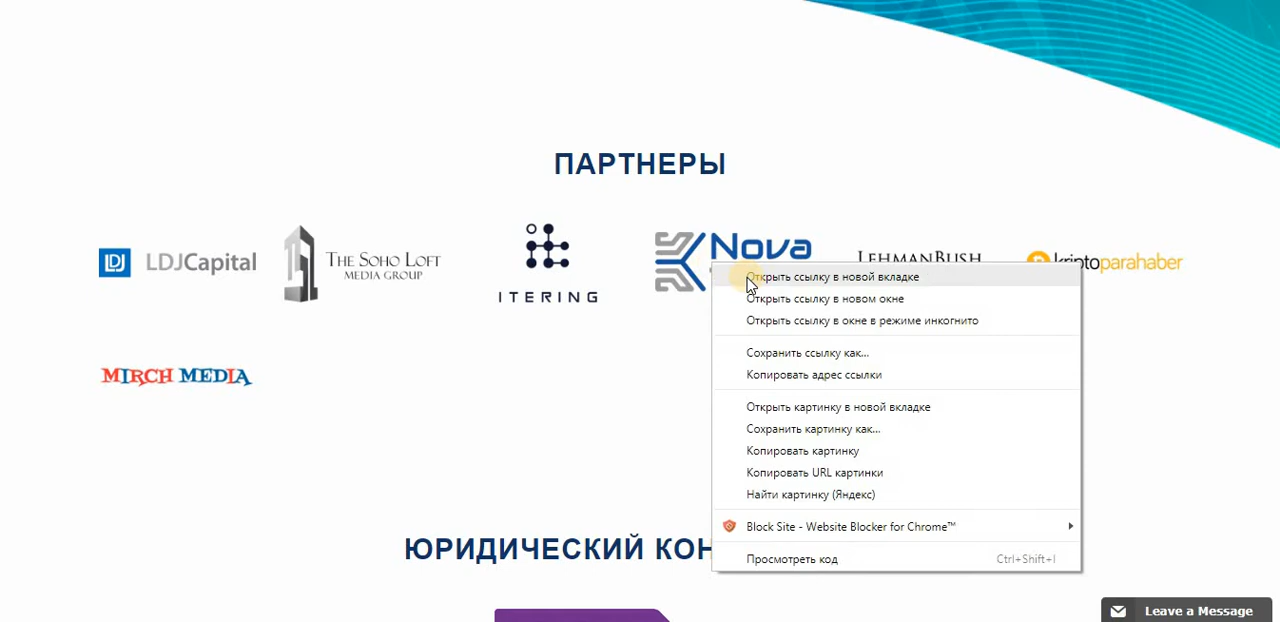 ПАРТНЕРЫ
LDJ LDJCapital
THE SOHO LOFT
MEDIA GROUP
ITERING
Nova
LEHMANBUSH
kriptoparahaber
MIRCH MEDIA
Открыть ссылку в новой вкладке
Открыть ссылку в новом окне
Открыть ссылку в окне в режиме инкогнито
Сохранить ссылку как...
Копировать адрес ссылки
Открыть картинку в новой вкладке
Сохранить картинку как...
Копировать картинку
Копировать URL картинки
Найти картинку (Яндекс)
Block Site - Website Blocker for Chrome™
Просмотреть код Ctrl+Shift+I
ЮРИДИЧЕСКИЙ КОН
Leave a Message